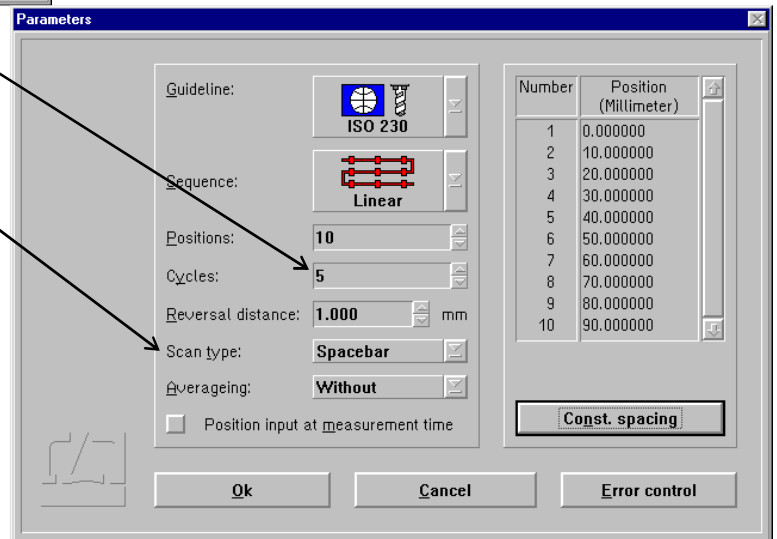 Parameters
Guideline:
ISO 230
Sequence:
Linear
Positions: 10
Cycles: 5
Reversal distance: 1.000 mm
Scan type: Spacebar
Averageing: Without
Position input at measurement time
Number Position
(Millimeter)
1 0.000000
2 10.000000
3 20.000000
4 30.000000
5 40.000000
6 50.000000
7 60.000000
8 70.000000
9 80.000000
10 90.000000
Const. spacing
Ok Cancel Error control